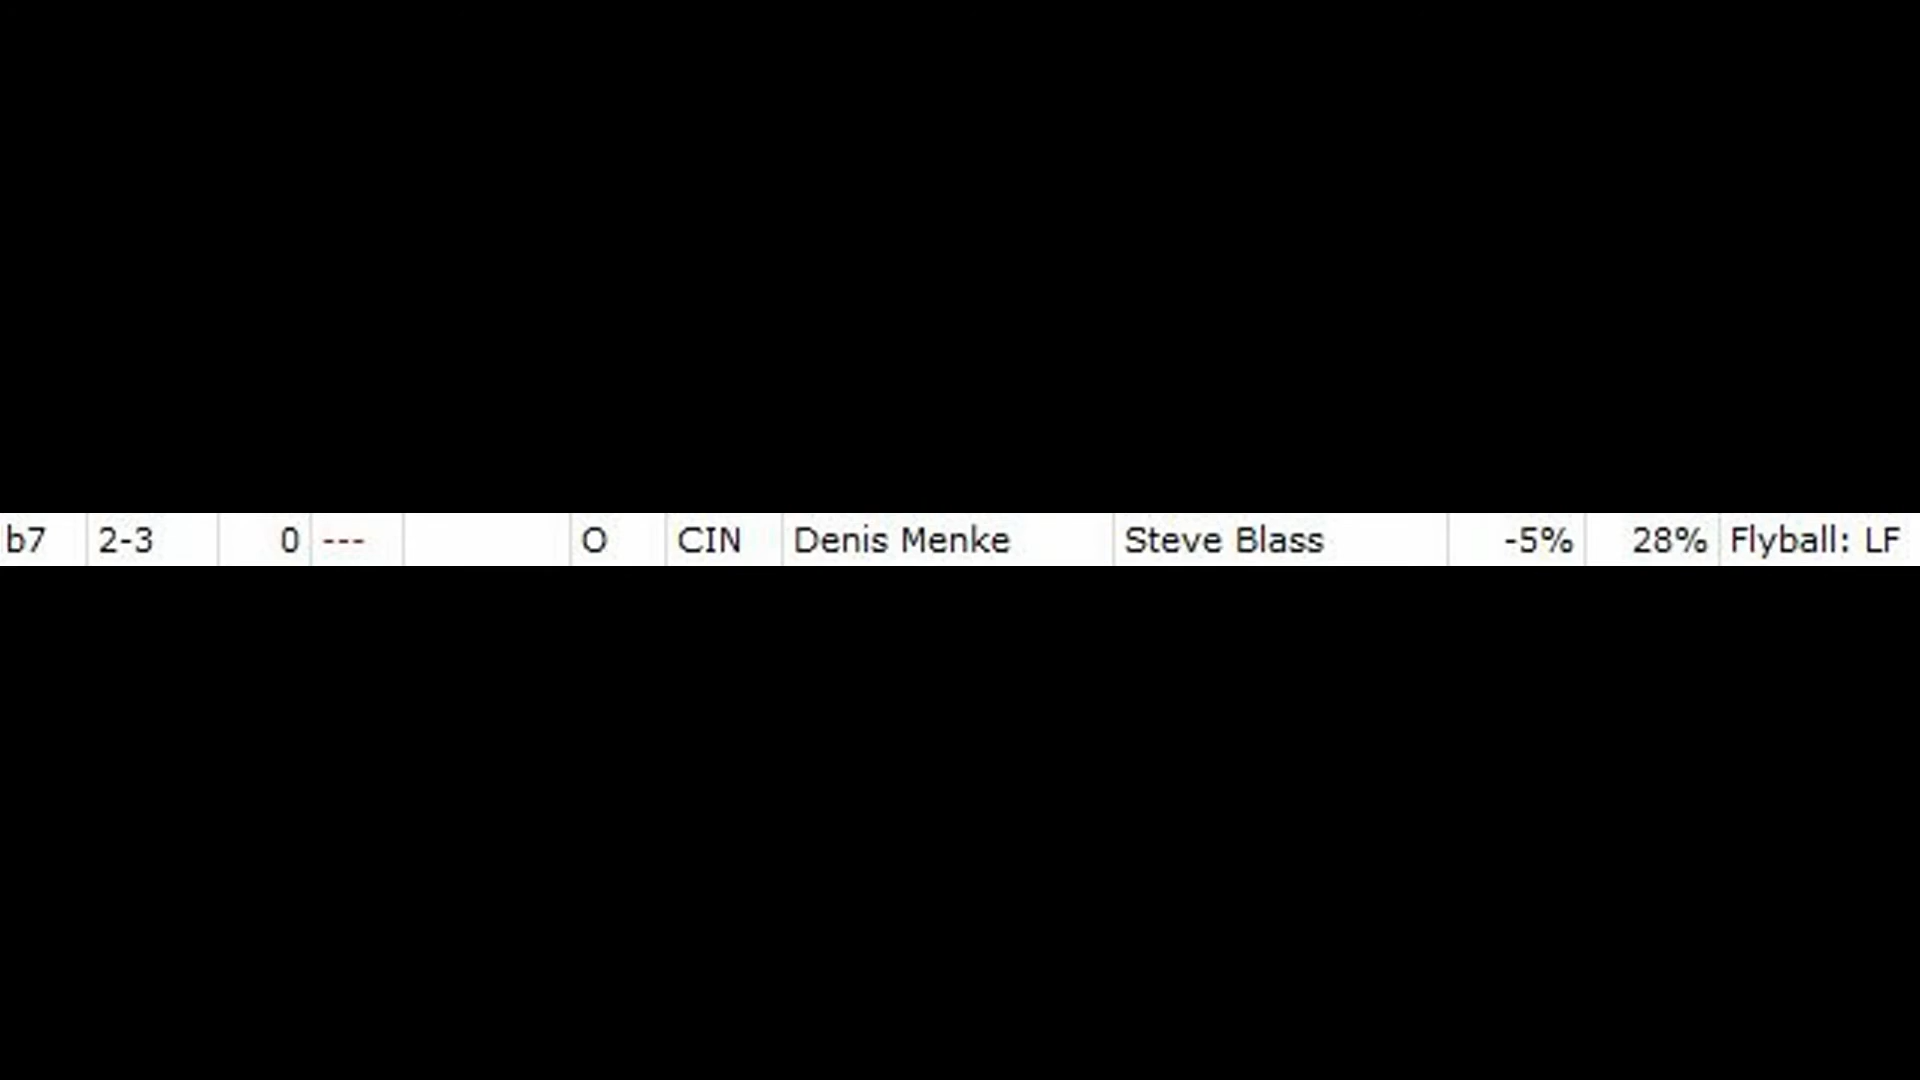 b7 2-3 0 --- O CIN Denis Menke Steve Blass -5% 28% Flyball: LF